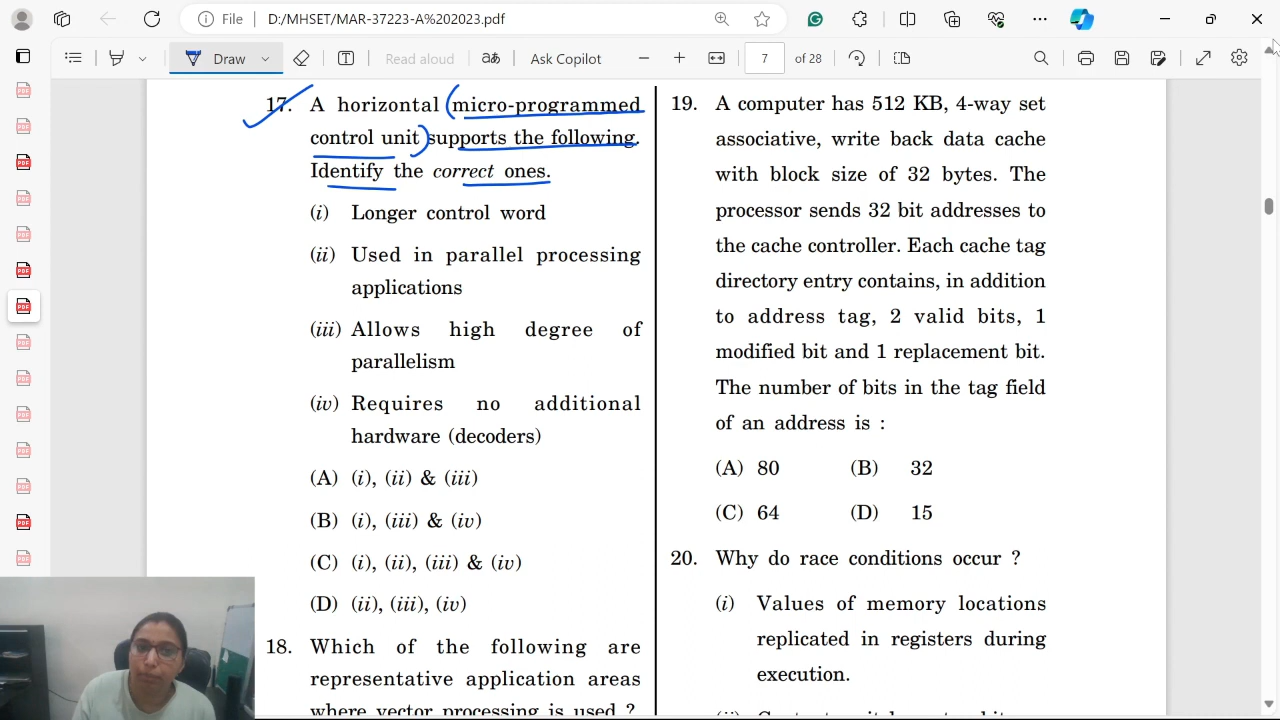 File
D:/MHSET/MAR-37223-A%202023.pdf
Draw
Read aloud
aあ
Ask Copilot
7
of 28
17. A horizontal (micro-programmed
control unit) supports the following.
Identify the correct ones.
(i) Longer control word
(ii) Used in parallel processing
applications
(iii) Allows high degree of
parallelism
(iv) Requires no additional
hardware (decoders)
(A) (i), (ii) & (iii)
(B) (i), (iii) & (iv)
(C) (i), (ii), (iii) & (iv)
(D) (ii), (iii), (iv)
18. Which of the following are
representative application areas
where vector processing is used ?
19. A computer has 512 KB, 4-way set
associative, write back data cache
with block size of 32 bytes. The
processor sends 32 bit addresses to
the cache controller. Each cache tag
directory entry contains, in addition
to address tag, 2 valid bits, 1
modified bit and 1 replacement bit.
The number of bits in the tag field
of an address is :
(A) 80 (B) 32
(C) 64 (D) 15
20. Why do race conditions occur ?
(i) Values of memory locations
replicated in registers during
execution.